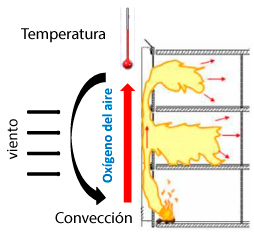 Temperatura
Oxígeno del aire
viento
Convección